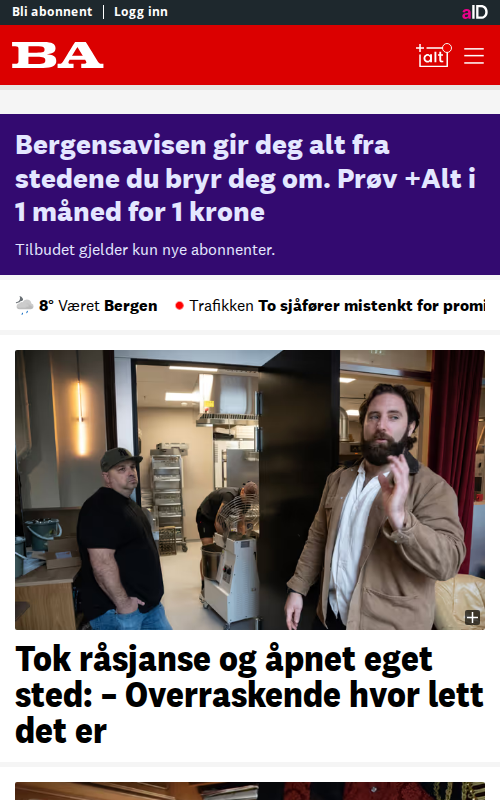 Bli abonnent | Logg inn
aID
BA
+alt
Bergensavisen gir deg alt fra
stedene du bryr deg om. Prøv +Alt i
1 måned for 1 krone
Tilbudet gjelder kun nye abonnenter.
8° Været Bergen Trafikken To sjåfører mistenkt for promi
Tok råsjanse og åpnet eget
sted: – Overraskende hvor lett
det er